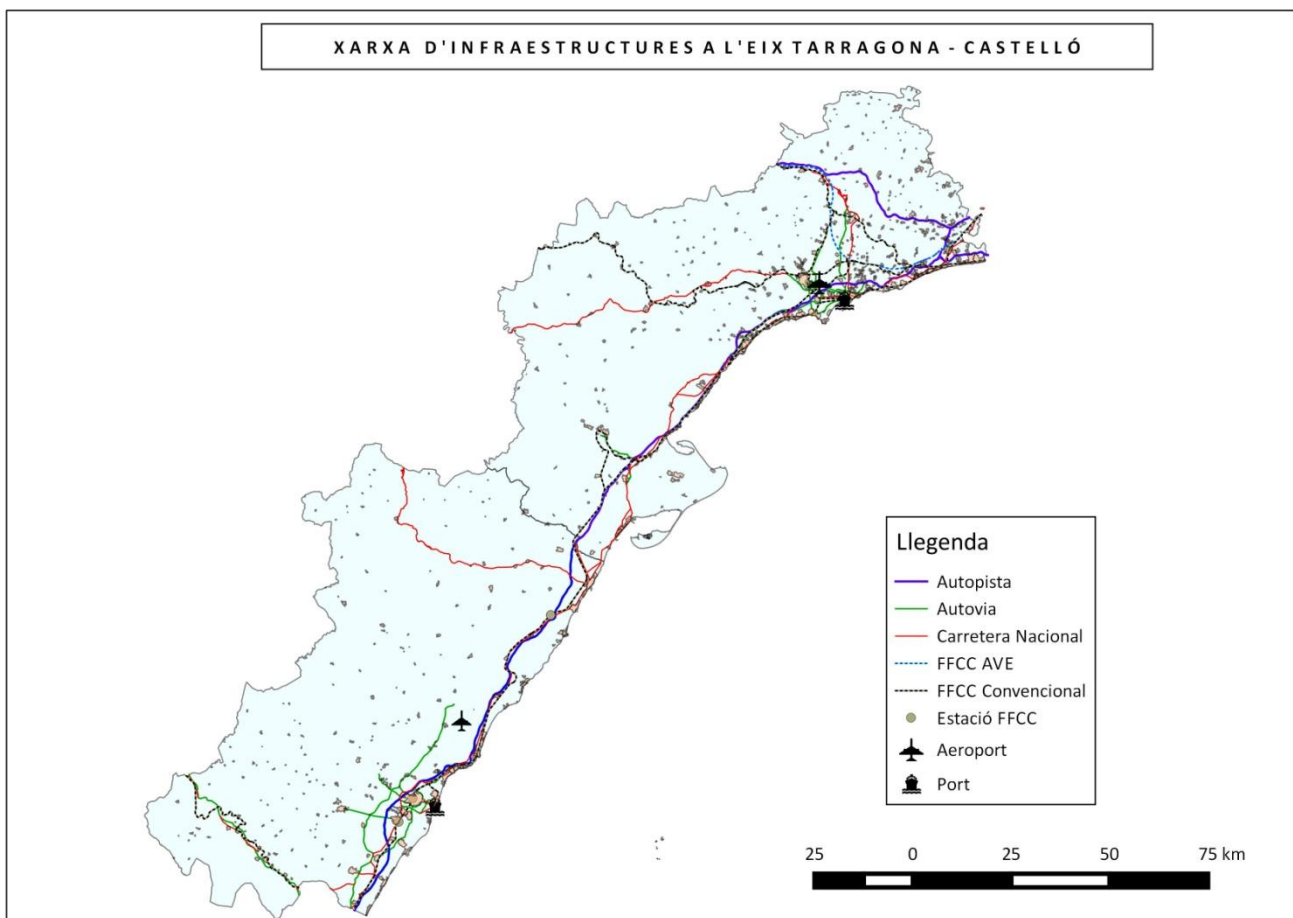 XARXA D'INFRAESTRUCTURES A L'EIX TARRAGONA - CASTELLÓ
Llegenda
Autopista
Autovia
Carretera Nacional
FFCC AVE
FFCC Convencional
Estació FFCC
Aeroport
Port
25 0 25 50 75 km